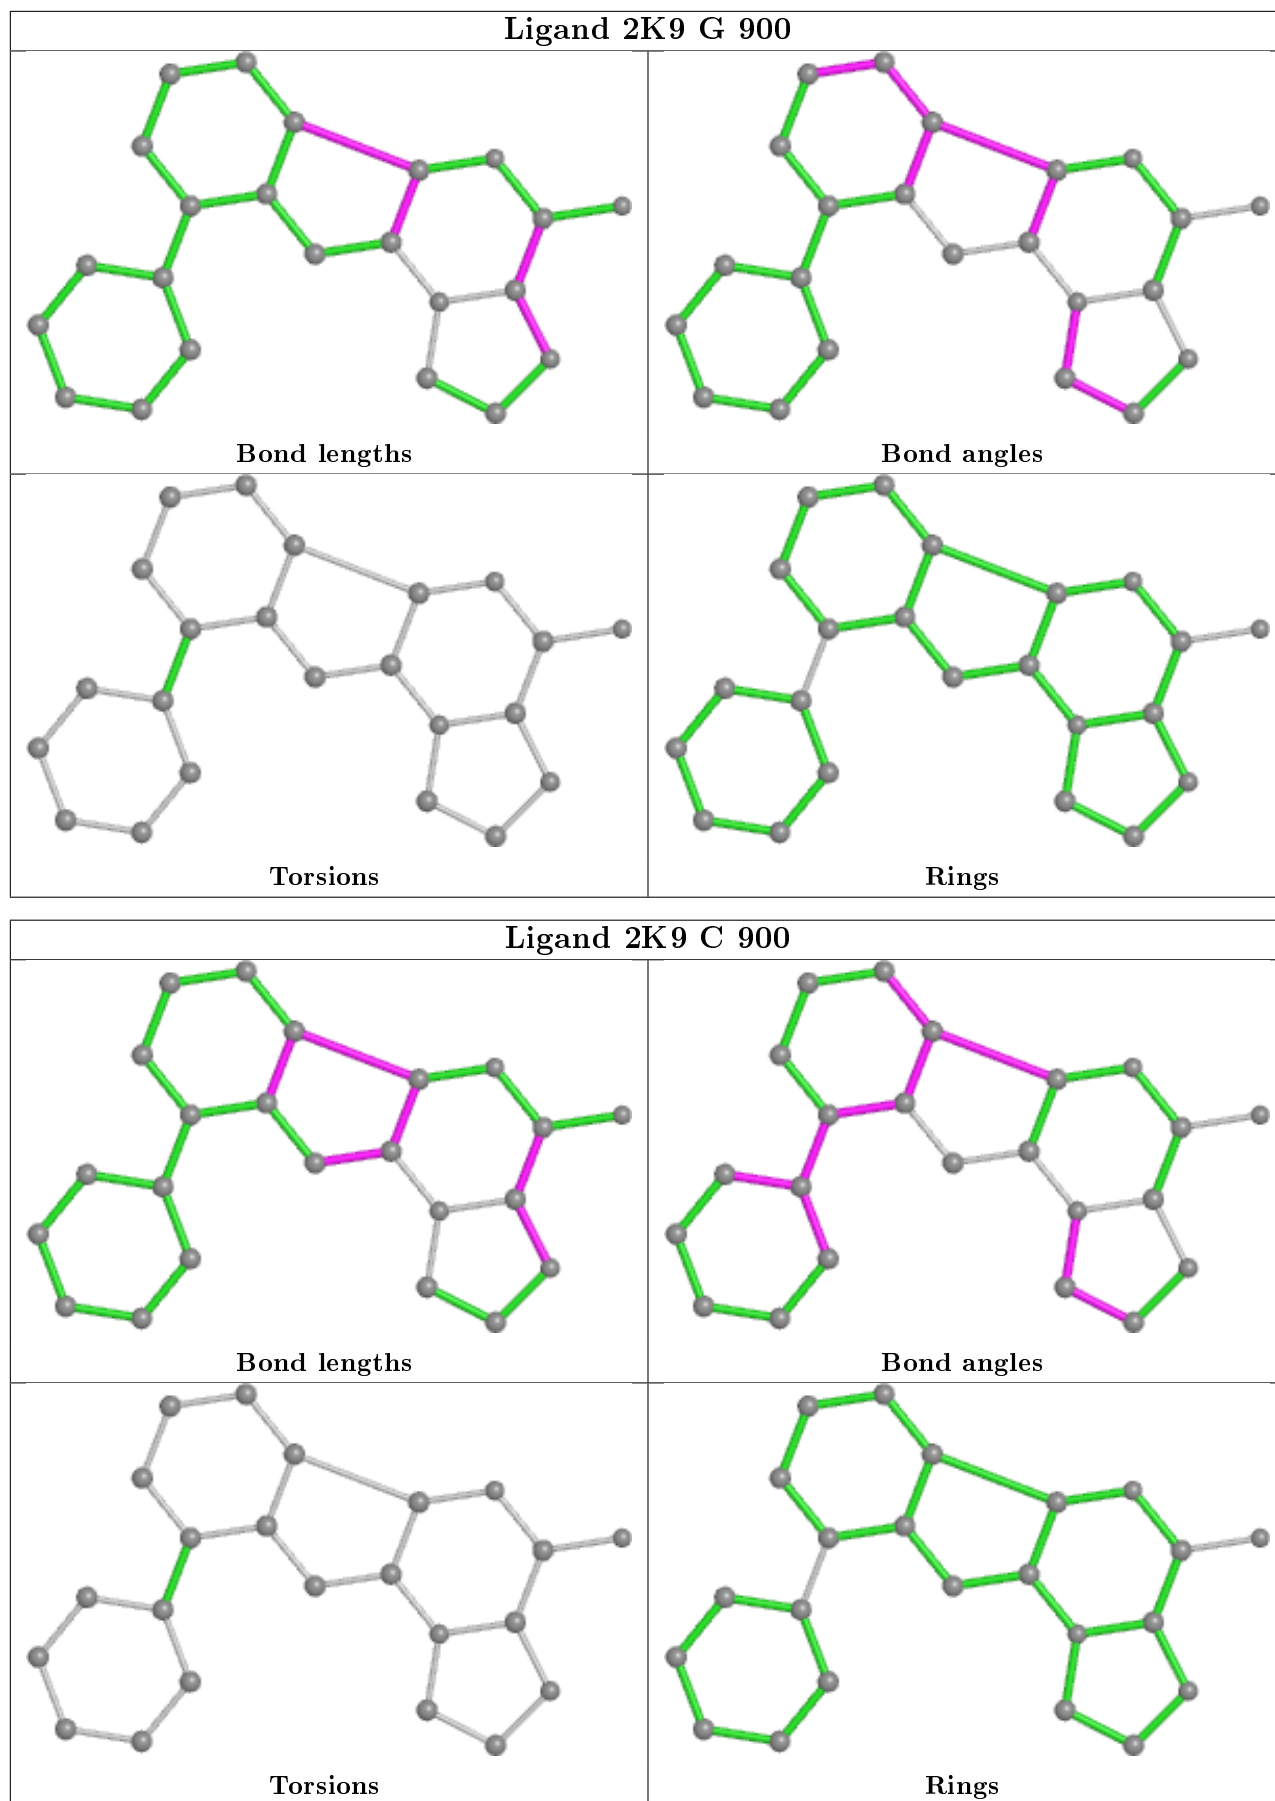 Ligand 2K9 G 900
Bond lengths
Bond angles
Torsions
Rings
Ligand 2K9 C 900
Bond lengths
Bond angles
Torsions
Rings